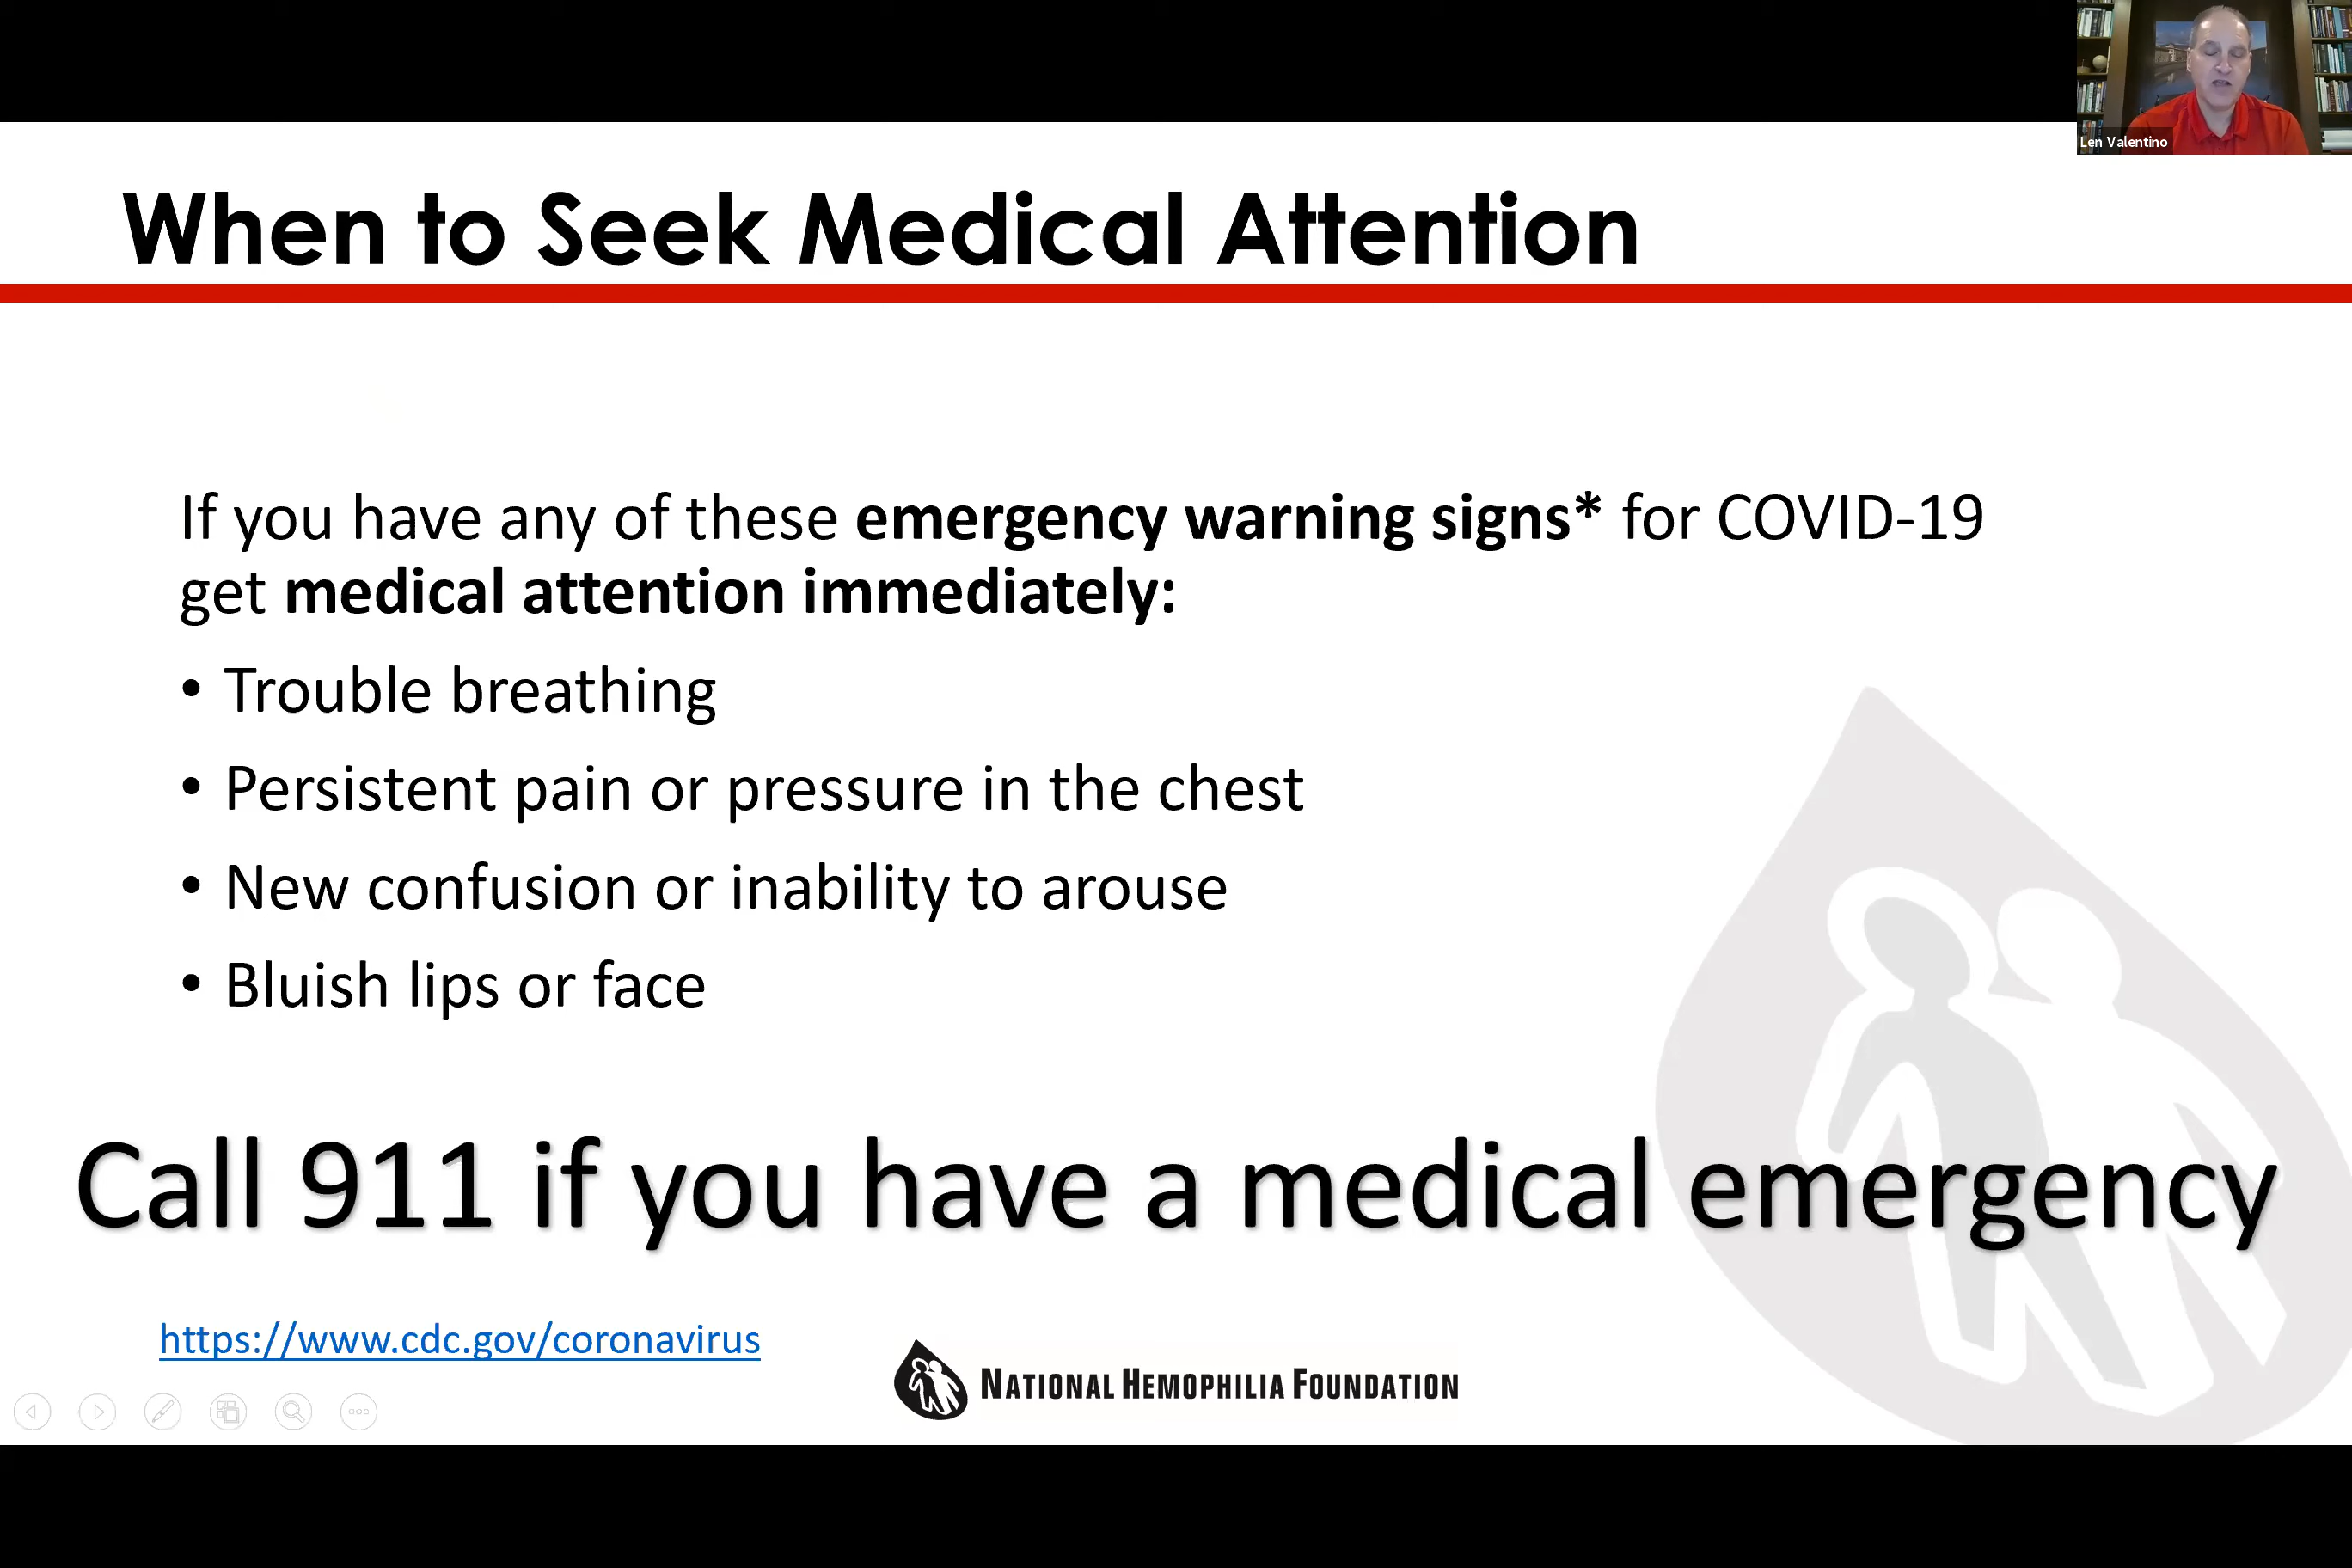 Len Valentino
When to Seek Medical Attention
If you have any of these emergency warning signs* for COVID-19
get medical attention immediately:
• Trouble breathing
• Persistent pain or pressure in the chest
• New confusion or inability to arouse
• Bluish lips or face
Call 911 if you have a medical emergency
https://www.cdc.gov/coronavirus
NATIONAL HEMOPHILIA FOUNDATION